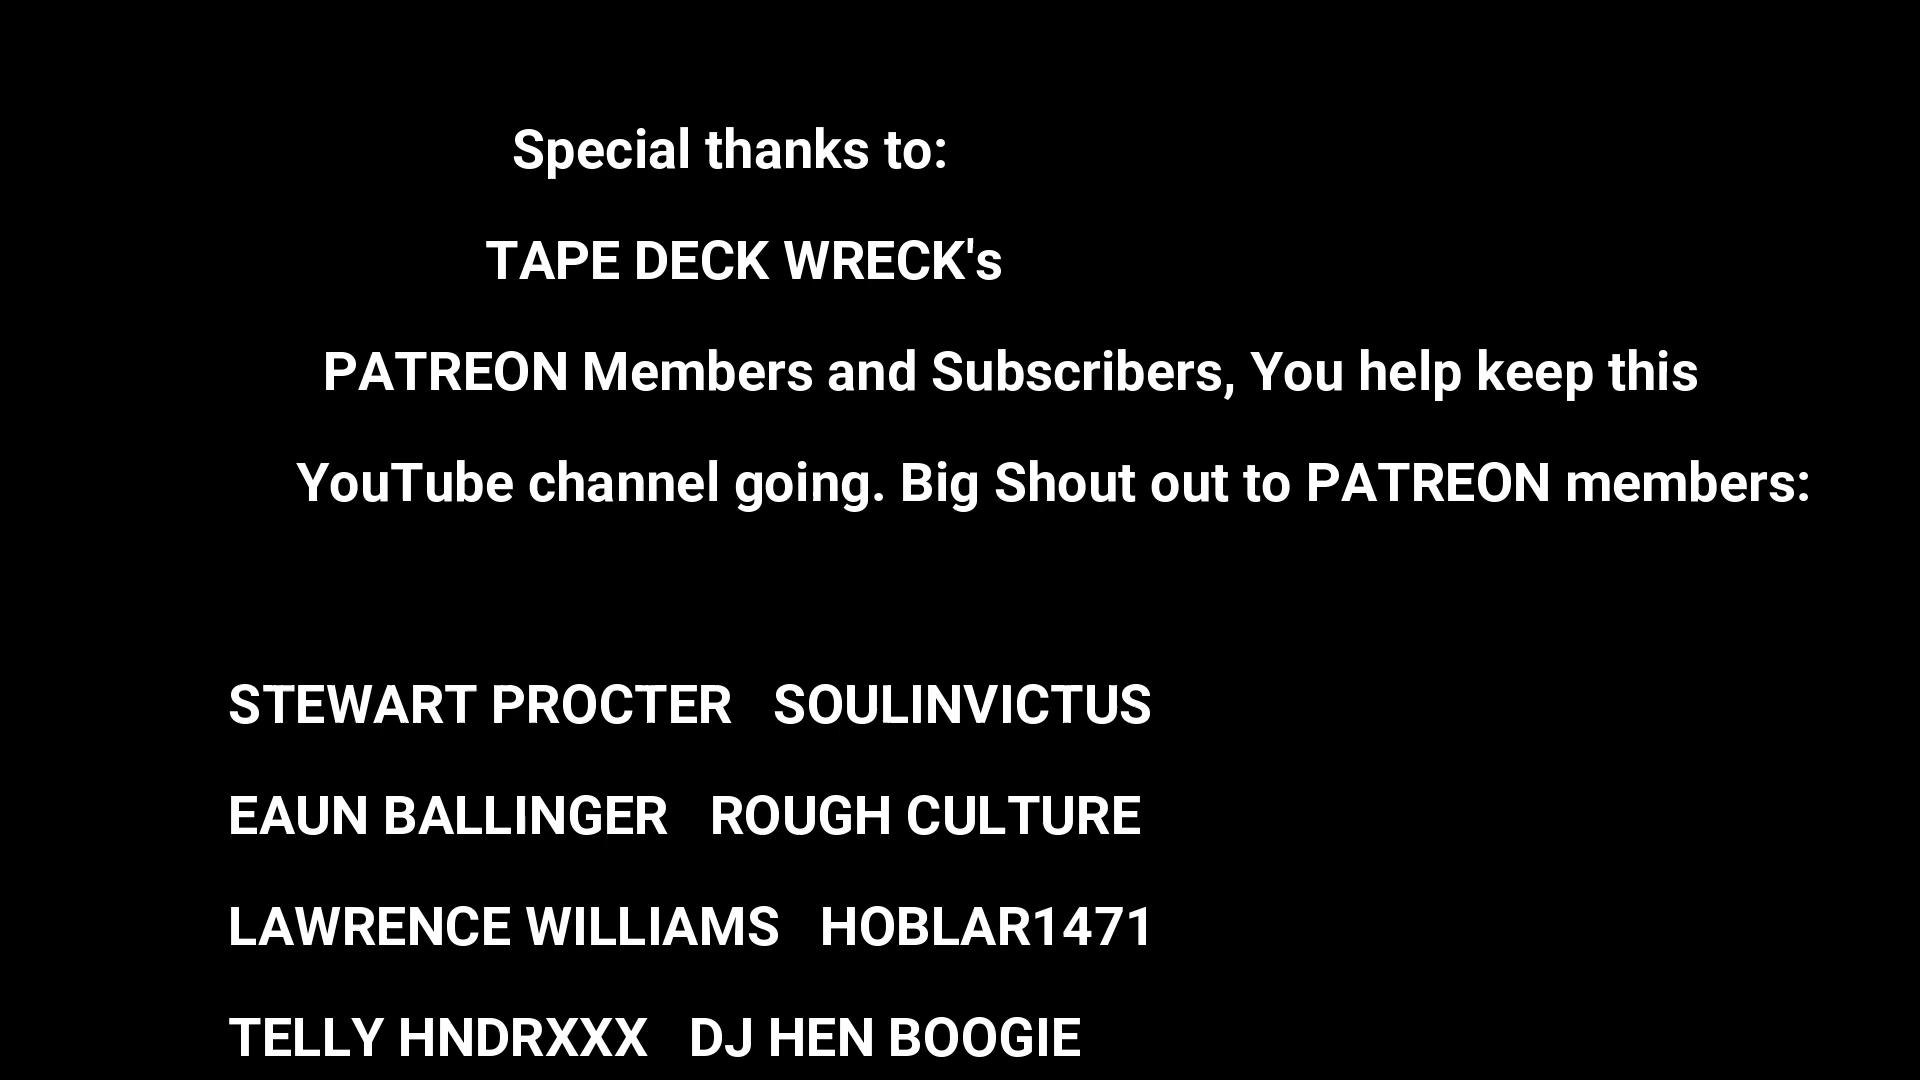 Special thanks to:
TAPE DECK WRECK's
PATREON Members and Subscribers, You help keep this
YouTube channel going. Big Shout out to PATREON members:
STEWART PROCTER   SOULINVICTUS
EAUN BALLINGER   ROUGH CULTURE
LAWRENCE WILLIAMS   HOBLAR1471
TELLY HNDRXXX   DJ HEN BOOGIE